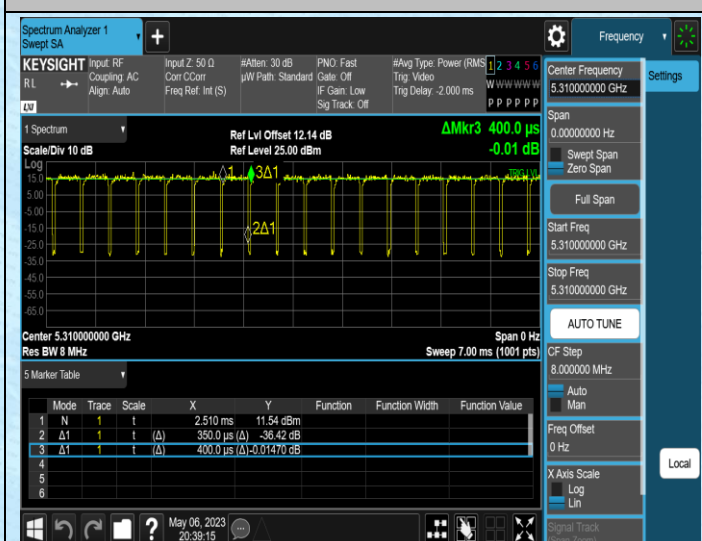 Spectrum Analyzer 1
Swept SA
Frequency
KEYSIGHT
RL
LXI
Input: RF
Coupling: AC
Align: Auto
Input Z: 50 Ω
Corr CCorr
Freq Ref: Int (S)
#Atten: 30 dB
µW Path: Standard
PNO: Fast
Gate: Off
IF Gain: Low
Sig Track: Off
#Avg Type: Power (RMS
Trig: Video
Trig Delay: -2.000 ms
1 2 3 4 5 6
W W W W W W
P P P P P P
Center Frequency
5.310000000 GHz
Settings
1 Spectrum
Scale/Div 10 dB
Ref Lvl Offset 12.14 dB
Ref Level 25.00 dBm
ΔMkr3 400.0 µs
-0.01 dB
Log
15.0
5.00
-5.00
-15.0
-25.0
-35.0
-45.0
-55.0
-65.0
1
3Δ1
2Δ1
TRIG LVL
Center 5.310000000 GHz
Res BW 8 MHz
Span 0 Hz
Sweep 7.00 ms (1001 pts)
Span
0.00000000 Hz
Swept Span
Zero Span
Full Span
Start Freq
5.310000000 GHz
Stop Freq
5.310000000 GHz
AUTO TUNE
CF Step
8.000000 MHz
Auto
Man
Freq Offset
0 Hz
X Axis Scale
Log
Lin
Signal Track
(Span Zoom)
Local
5 Marker Table
Mode Trace Scale X Y Function Function Width Function Value
1 N 1 t 2.510 ms 11.54 dBm
2 Δ1 1 t (Δ) 350.0 µs (Δ) -36.42 dB
3 Δ1 1 t (Δ) 400.0 µs (Δ) -0.01470 dB
4
5
6
?
May 06, 2023
20:39:15